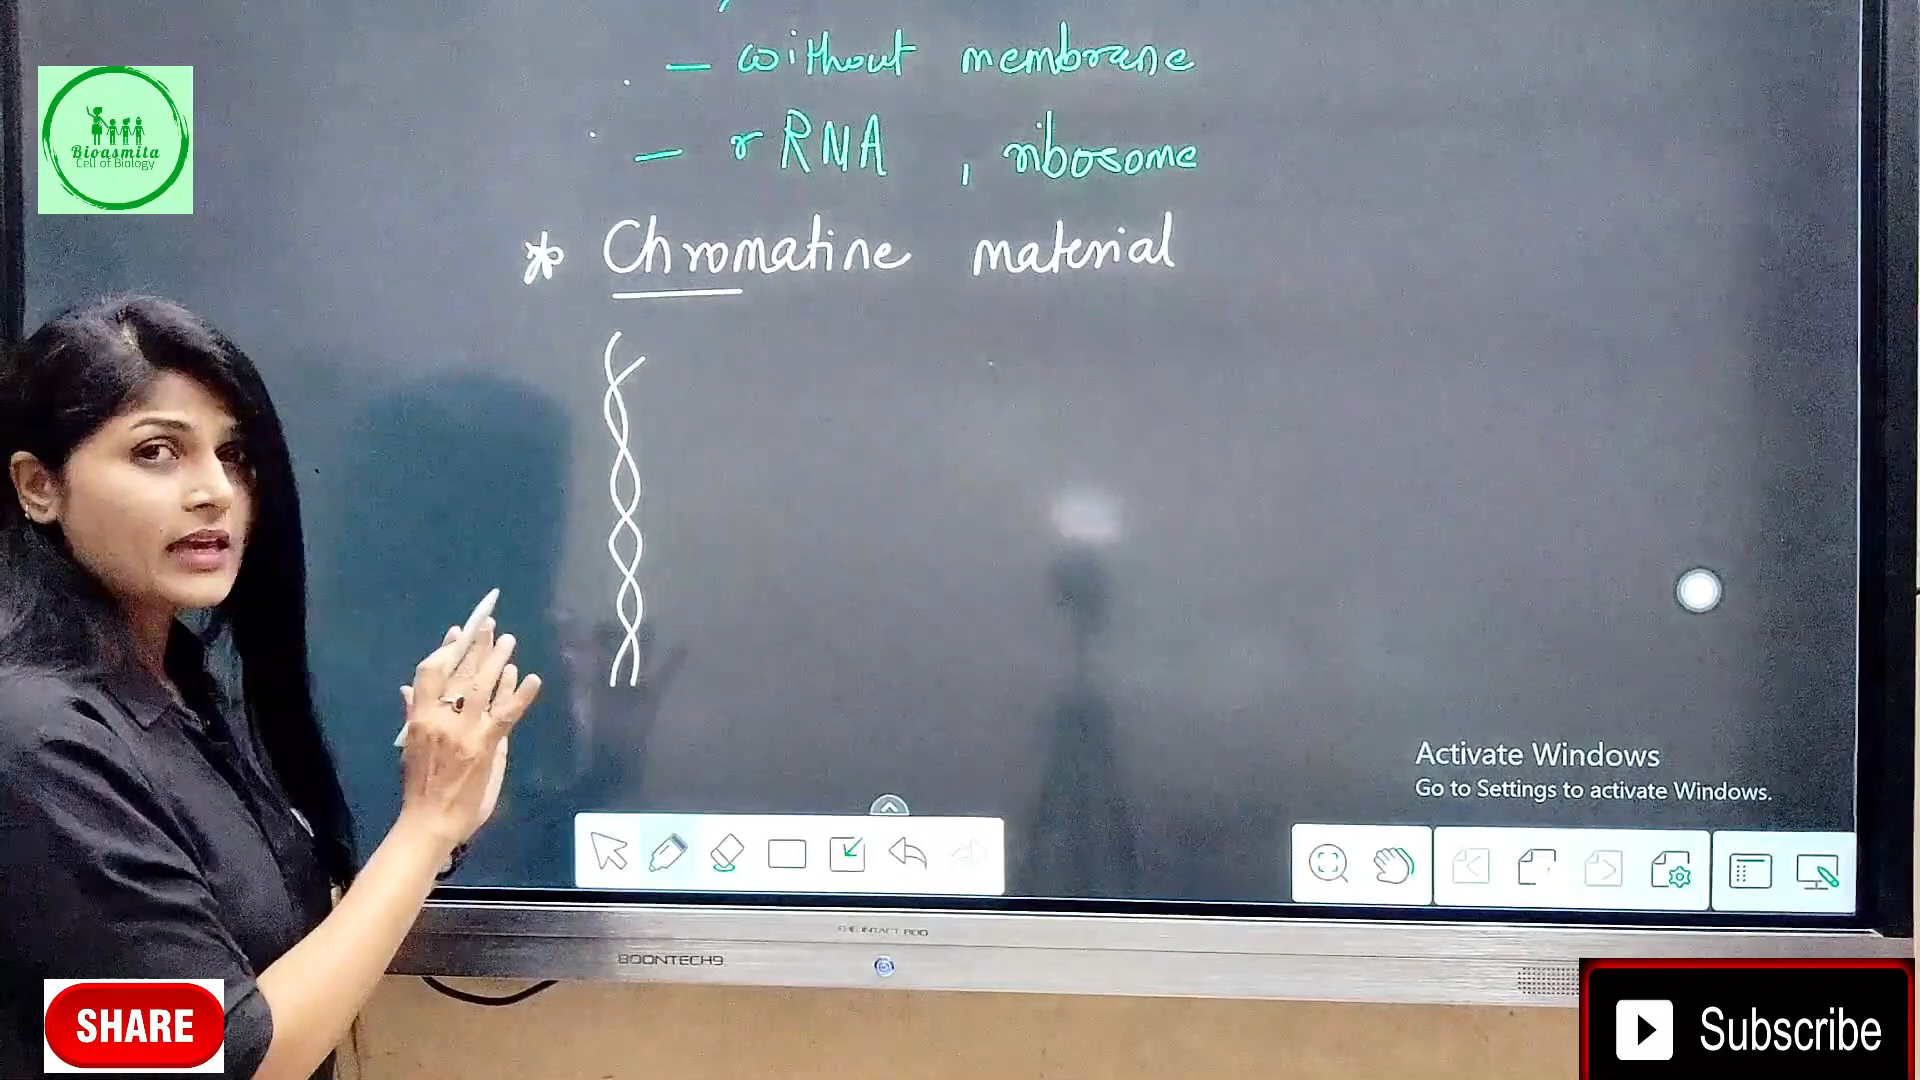 – without membrane
– rRNA , ribosome
* Chromatine material
Bioasmita
Cell of Biology
Activate Windows
Go to Settings to activate Windows.
BOONTECH9
SHARE
Subscribe